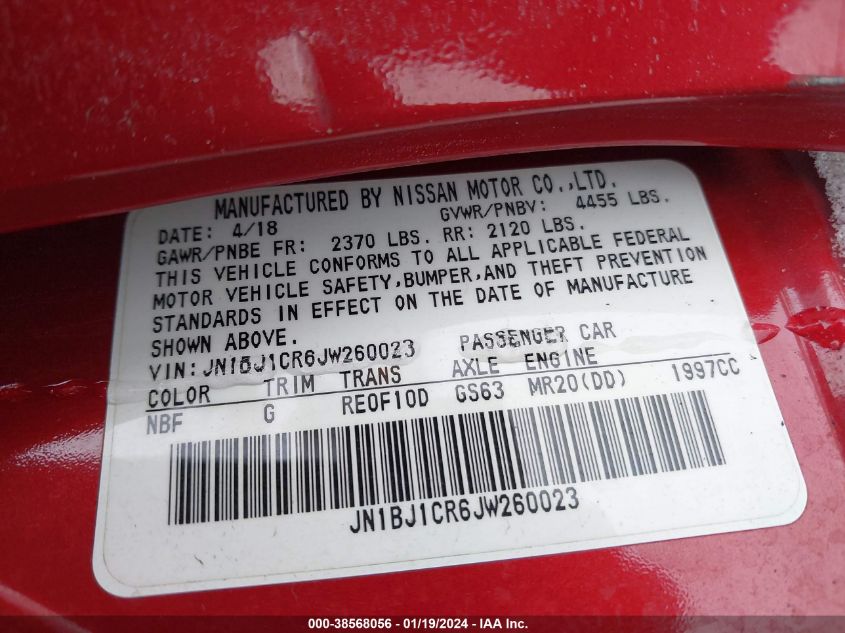 MANUFACTURED BY NISSAN MOTOR CO.,LTD.
DATE: 4/18 GVWR/PNBV: 4455 LBS.
GAWR/PNBE FR: 2370 LBS. RR: 2120 LBS.
THIS VEHICLE CONFORMS TO ALL APPLICABLE FEDERAL
MOTOR VEHICLE SAFETY,BUMPER,AND THEFT PREVENTION
STANDARDS IN EFFECT ON THE DATE OF MANUFACTURE
SHOWN ABOVE.
VIN:JN1BJ1CR6JW260023 PASSENGER CAR
COLOR TRIM TRANS AXLE ENGINE
NBF G RE0F10D GS63 MR20(DD) 1997CC
JN1BJ1CR6JW260023
000-38568056 - 01/19/2024 - IAA Inc.